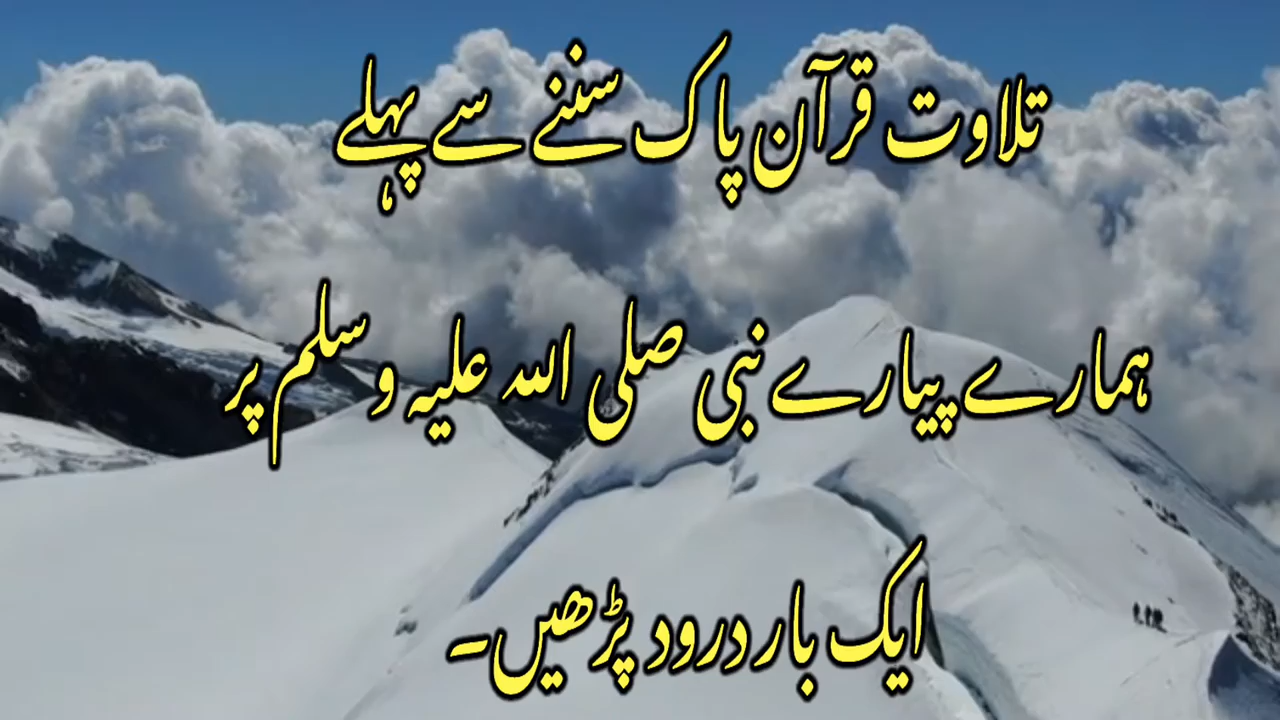 تلاوت قرآن پاک سننے سے پہلے
ہمارے پیارے نبی صلی اللہ علیہ وسلم پر
ایک بار درود پڑھیں۔